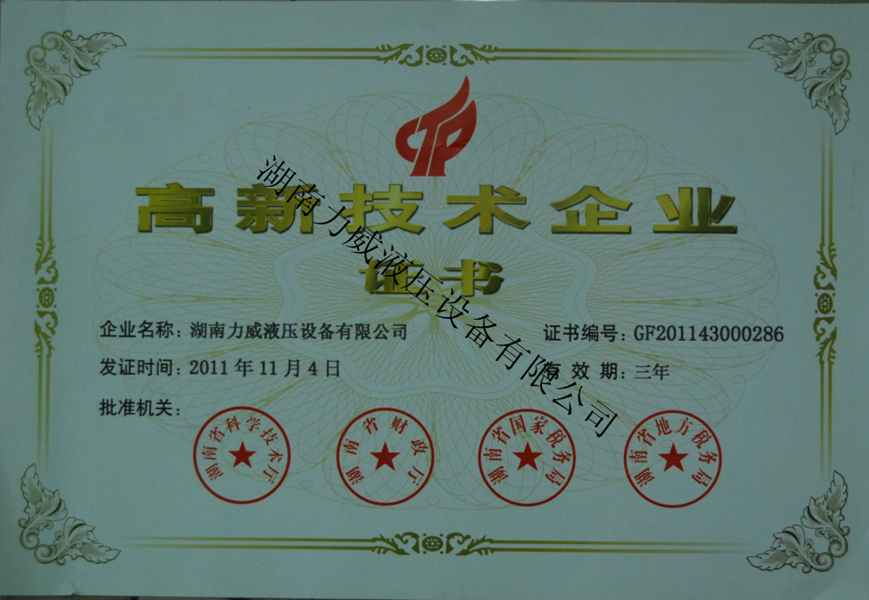 高新技术企业
证书
企业名称：湖南力威液压设备有限公司
证书编号：GF201143000286
发证时间：2011年11月4日
有效期：三年
批准机关：
湖南省科学技术厅
湖南省财政厅
湖南省国家税务局
湖南省地方税务局
湖南力威液压设备有限公司